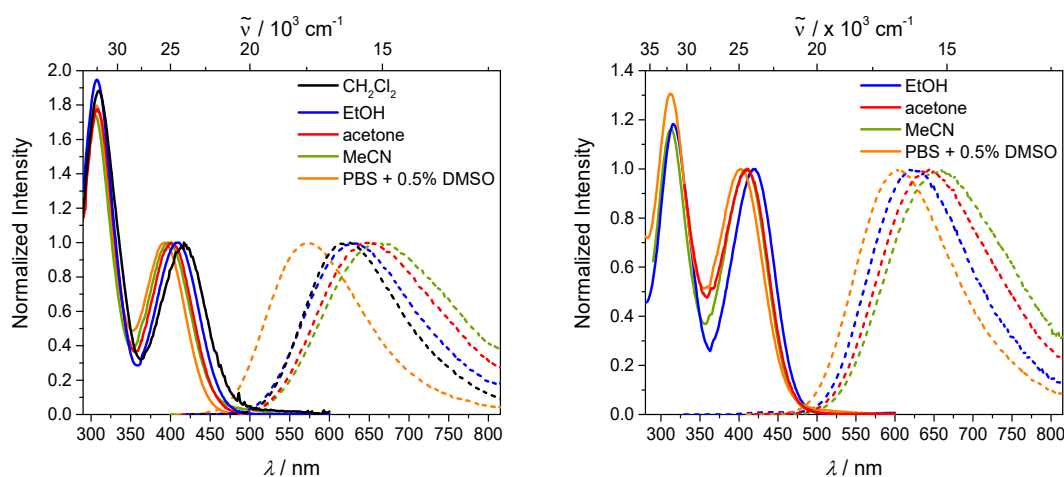 ṽ / 10³ cm⁻¹
30 25 20 15
2.0
1.8
1.6
1.4
1.2
1.0
0.8
0.6
0.4
0.2
0.0
Normalized Intensity
CH₂Cl₂
EtOH
acetone
MeCN
PBS + 0.5% DMSO
300 350 400 450 500 550 600 650 700 750 800
λ / nm
ṽ / x 10³ cm⁻¹
35 30 25 20 15
1.4
1.2
1.0
0.8
0.6
0.4
0.2
0.0
Normalized Intensity
EtOH
acetone
MeCN
PBS + 0.5% DMSO
300 350 400 450 500 550 600 650 700 750 800
λ / nm